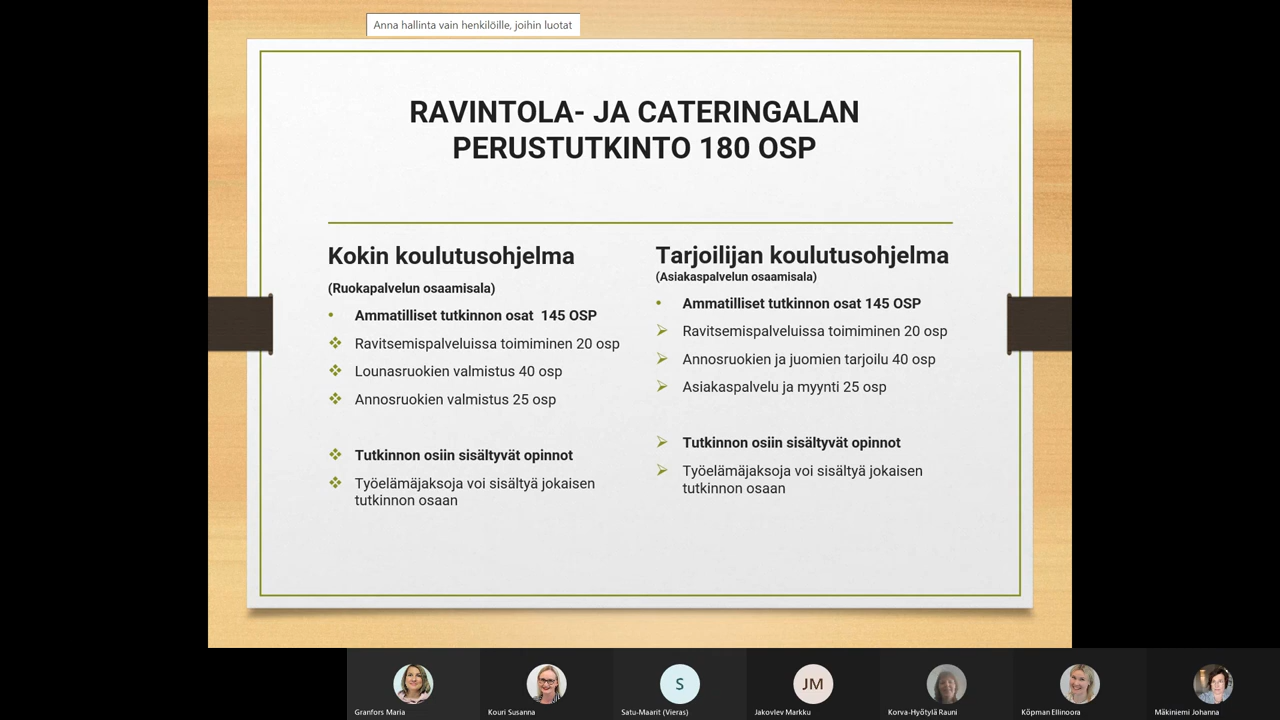 Anna hallinta vain henkilöille, joihin luotat
RAVINTOLA- JA CATERINGALAN
PERUSTUTKINTO 180 OSP
Kokin koulutusohjelma
(Ruokapalvelun osaamisala)
Ammatilliset tutkinnon osat 145 OSP
Ravitsemispalveluissa toimiminen 20 osp
Lounasruokien valmistus 40 osp
Annosruokien valmistus 25 osp
Tutkinnon osiin sisältyvät opinnot
Työelämäjaksoja voi sisältyä jokaisen
tutkinnon osaan
Tarjoilijan koulutusohjelma
(Asiakaspalvelun osaamisala)
Ammatilliset tutkinnon osat 145 OSP
Ravitsemispalveluissa toimiminen 20 osp
Annosruokien ja juomien tarjoilu 40 osp
Asiakaspalvelu ja myynti 25 osp
Tutkinnon osiin sisältyvät opinnot
Työelämäjaksoja voi sisältyä jokaisen
tutkinnon osaan
S
JM
Granfors Maria
Kouri Susanna
Satu-Maarit (Vieras)
Jakovlev Markku
Korva-Hyötylä Rauni
Köpman Ellinoora
Mäkiniemi Johanna